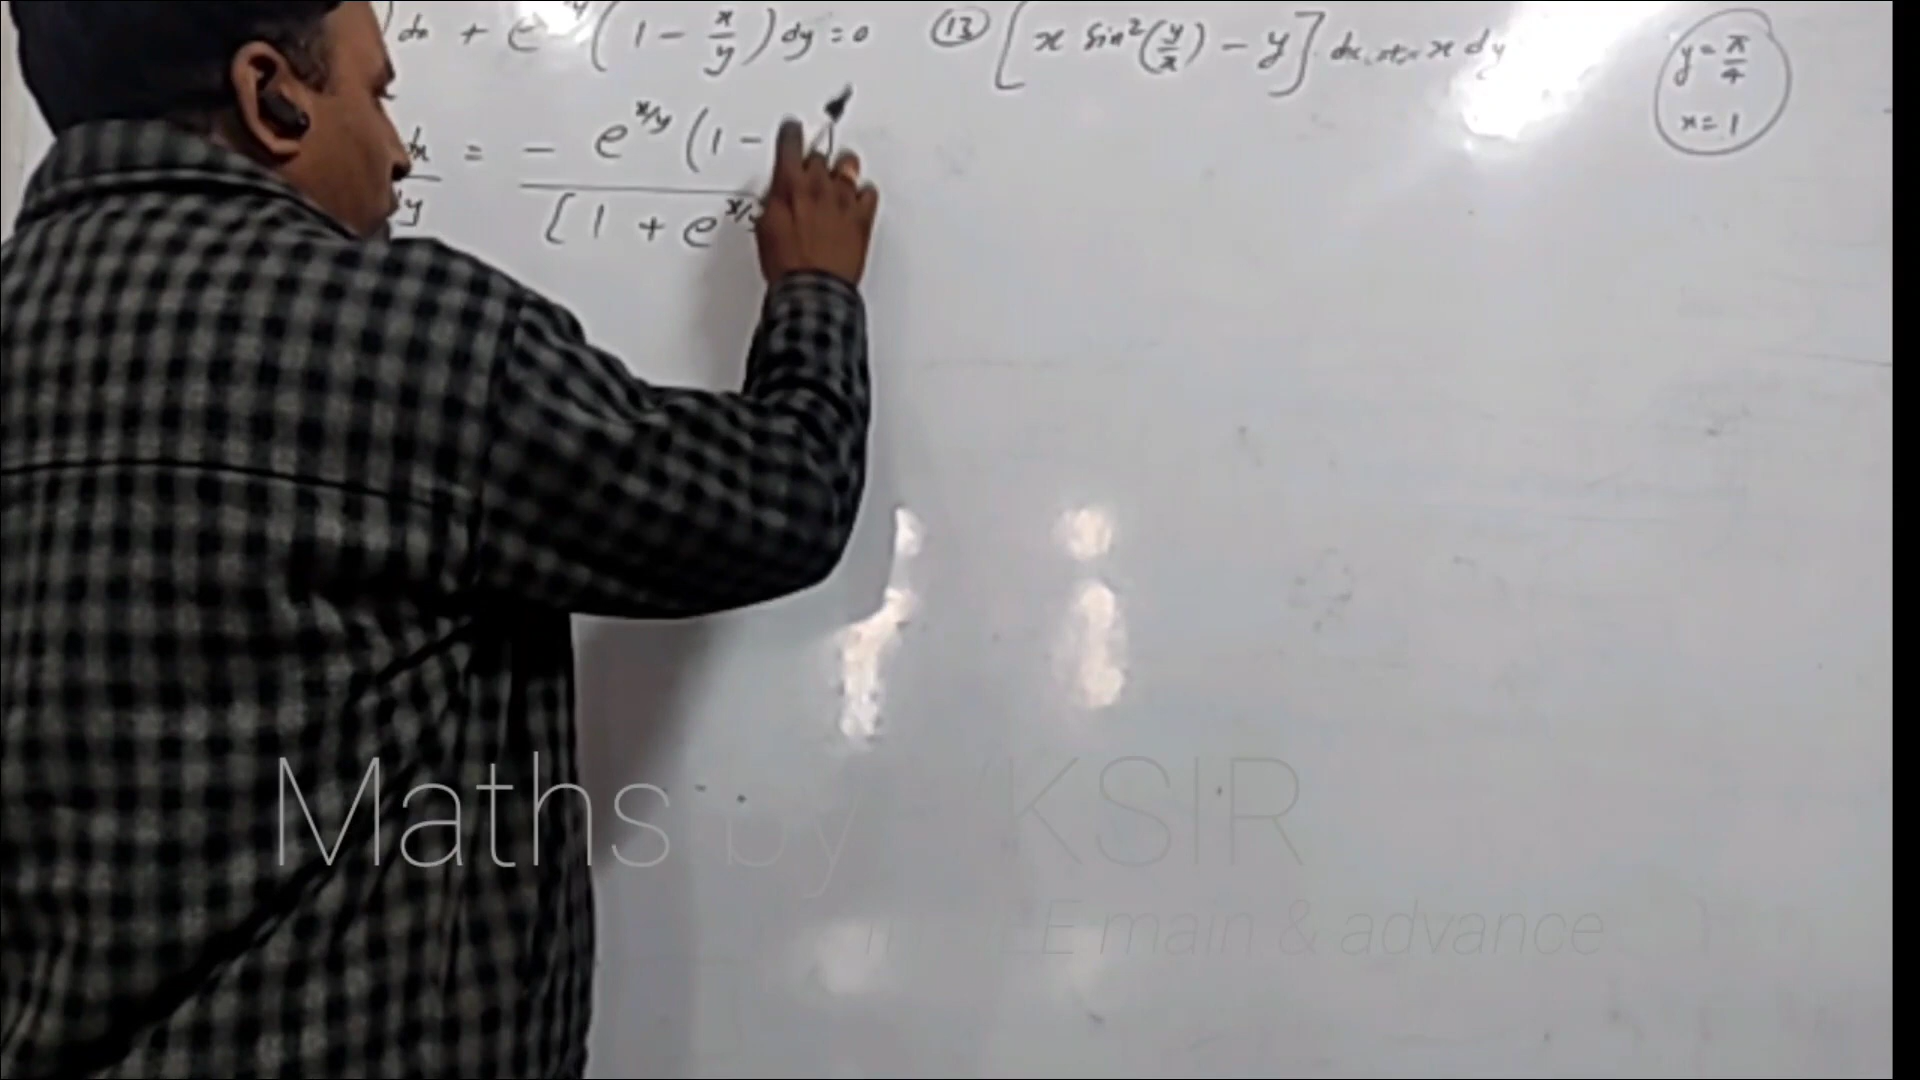 ) dx + e (1 - x/y) dy = 0
dx/dy = - e^{x/y} (1 - / [1 + e^{x/y}
(13) [x sin²(y/x) - y] dx x dy
y = π/4
x = 1
Maths by KSIR
E main & advance